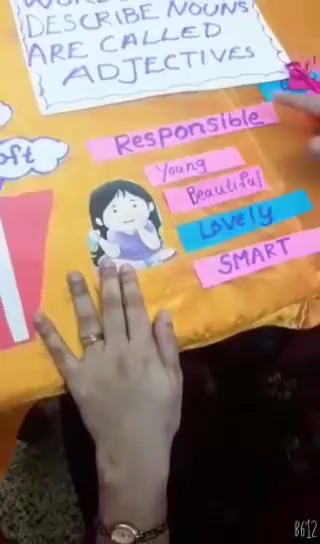 DESCRIBE NOUNS
ARE CALLED
ADJECTIVES
Responsible
Young
Beautiful
Lovely
SMART
B612